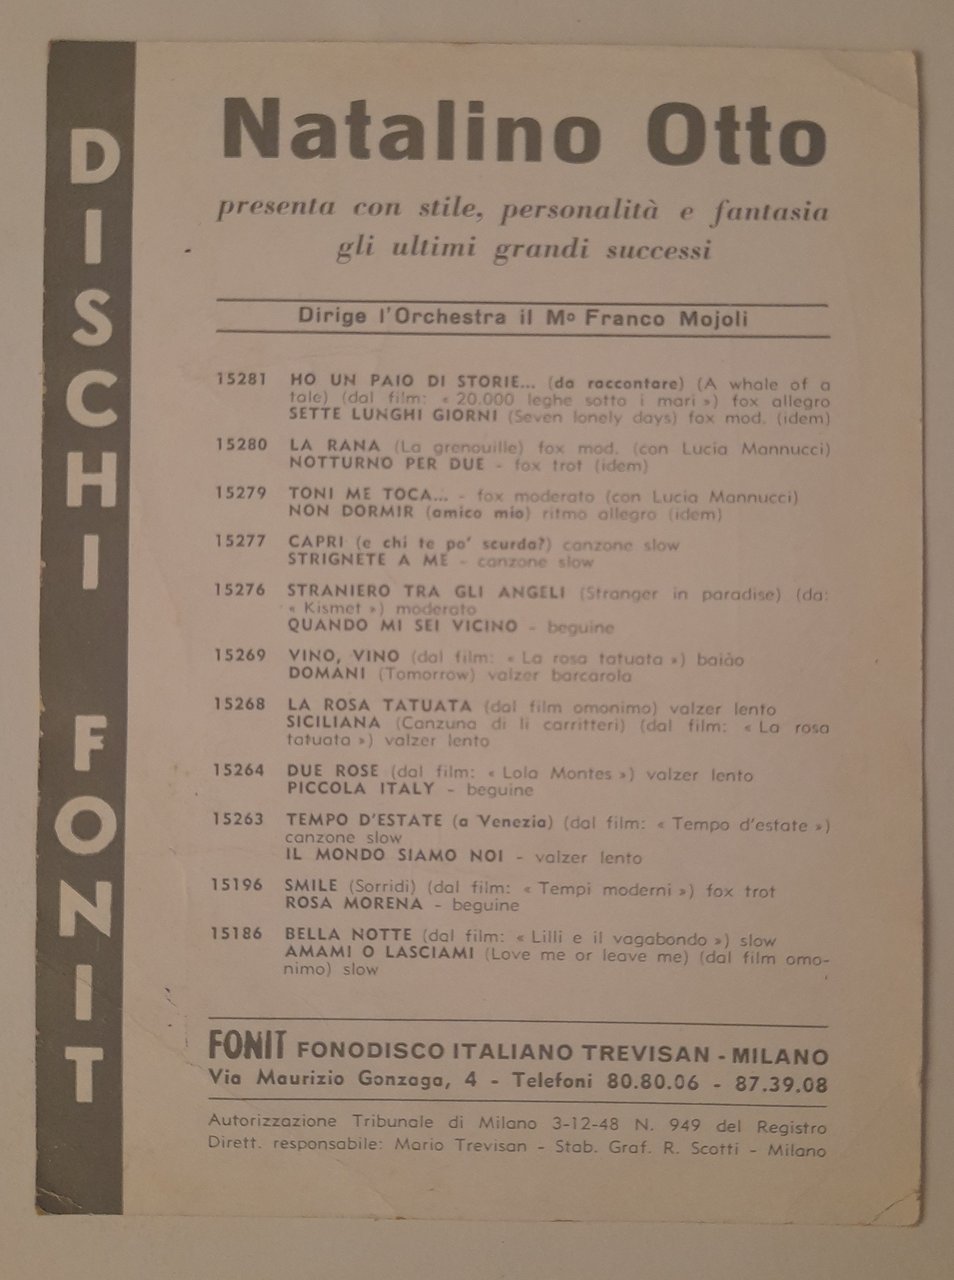 DISCHI FONIT
Natalino Otto
presenta con stile, personalità e fantasia
gli ultimi grandi successi
Dirige l'Orchestra il Mº Franco Mojoli
15281 HO UN PAIO DI STORIE... (da raccontare) (A whale of a
tale) (dal film: « 20.000 leghe sotto i mari ») fox allegro
SETTE LUNGHI GIORNI (Seven lonely days) fox mod. (idem)
15280 LA RANA (La grenouille) fox mod. (con Lucia Mannucci)
NOTTURNO PER DUE - fox trot (idem)
15279 TONI ME TOCA... - fox moderato (con Lucia Mannucci)
NON DORMIR (amico mio) ritmo allegro (idem)
15277 CAPRI (e chi te po' scurda?) canzone slow
STRIGNETE A ME - canzone slow
15276 STRANIERO TRA GLI ANGELI (Stranger in paradise) (da:
« Kismet ») moderato
QUANDO MI SEI VICINO - beguine
15269 VINO, VINO (dal film: « La rosa tatuata ») baiào
DOMANI (Tomorrow) valzer barcarola
15268 LA ROSA TATUATA (dal film omonimo) valzer lento
SICILIANA (Canzuna di li carritteri) (dal film: « La rosa
tatuata ») valzer lento
15264 DUE ROSE (dal film: « Lola Montes ») valzer lento
PICCOLA ITALY - beguine
15263 TEMPO D'ESTATE (a Venezia) (dal film: « Tempo d'estate »)
canzone slow
IL MONDO SIAMO NOI - valzer lento
15196 SMILE (Sorridi) (dal film: « Tempi moderni ») fox trot
ROSA MORENA - beguine
15186 BELLA NOTTE (dal film: « Lilli e il vagabondo ») slow
AMAMI O LASCIAMI (Love me or leave me) (dal film omo-
nimo) slow
FONIT FONODISCO ITALIANO TREVISAN - MILANO
Via Maurizio Gonzaga, 4 - Telefoni 80.80.06 - 87.39.08
Autorizzazione Tribunale di Milano 3-12-48 N. 949 del Registro
Dirett. responsabile: Mario Trevisan - Stab. Graf. R. Scotti - Milano